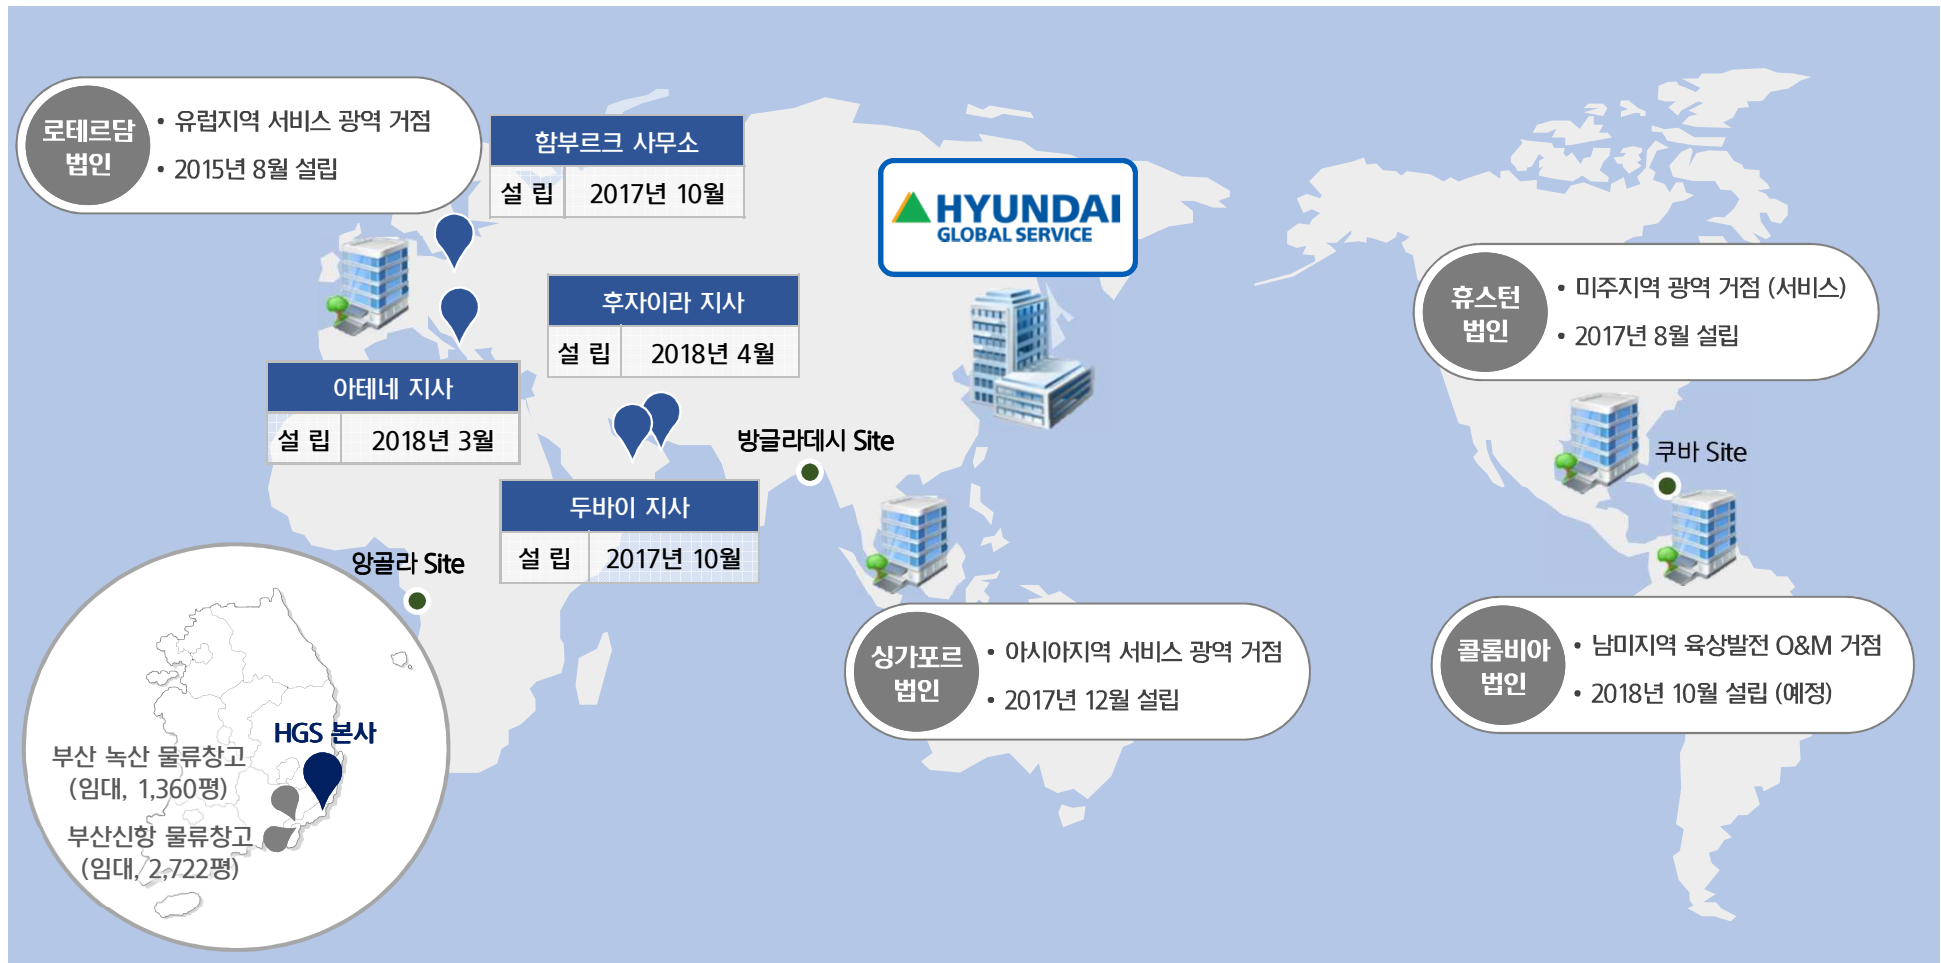 로테르담
법인
• 유럽지역 서비스 광역 거점
• 2015년 8월 설립
함부르크 사무소
설 립 2017년 10월
HYUNDAI
GLOBAL SERVICE
휴스턴
법인
• 미주지역 광역 거점 (서비스)
• 2017년 8월 설립
후자이라 지사
설 립 2018년 4월
아테네 지사
설 립 2018년 3월
방글라데시 Site
쿠바 Site
두바이 지사
설 립 2017년 10월
앙골라 Site
싱가포르
법인
• 아시아지역 서비스 광역 거점
• 2017년 12월 설립
콜롬비아
법인
• 남미지역 육상발전 O&M 거점
• 2018년 10월 설립 (예정)
HGS 본사
부산 녹산 물류창고
(임대, 1,360평)
부산신항 물류창고
(임대, 2,722평)